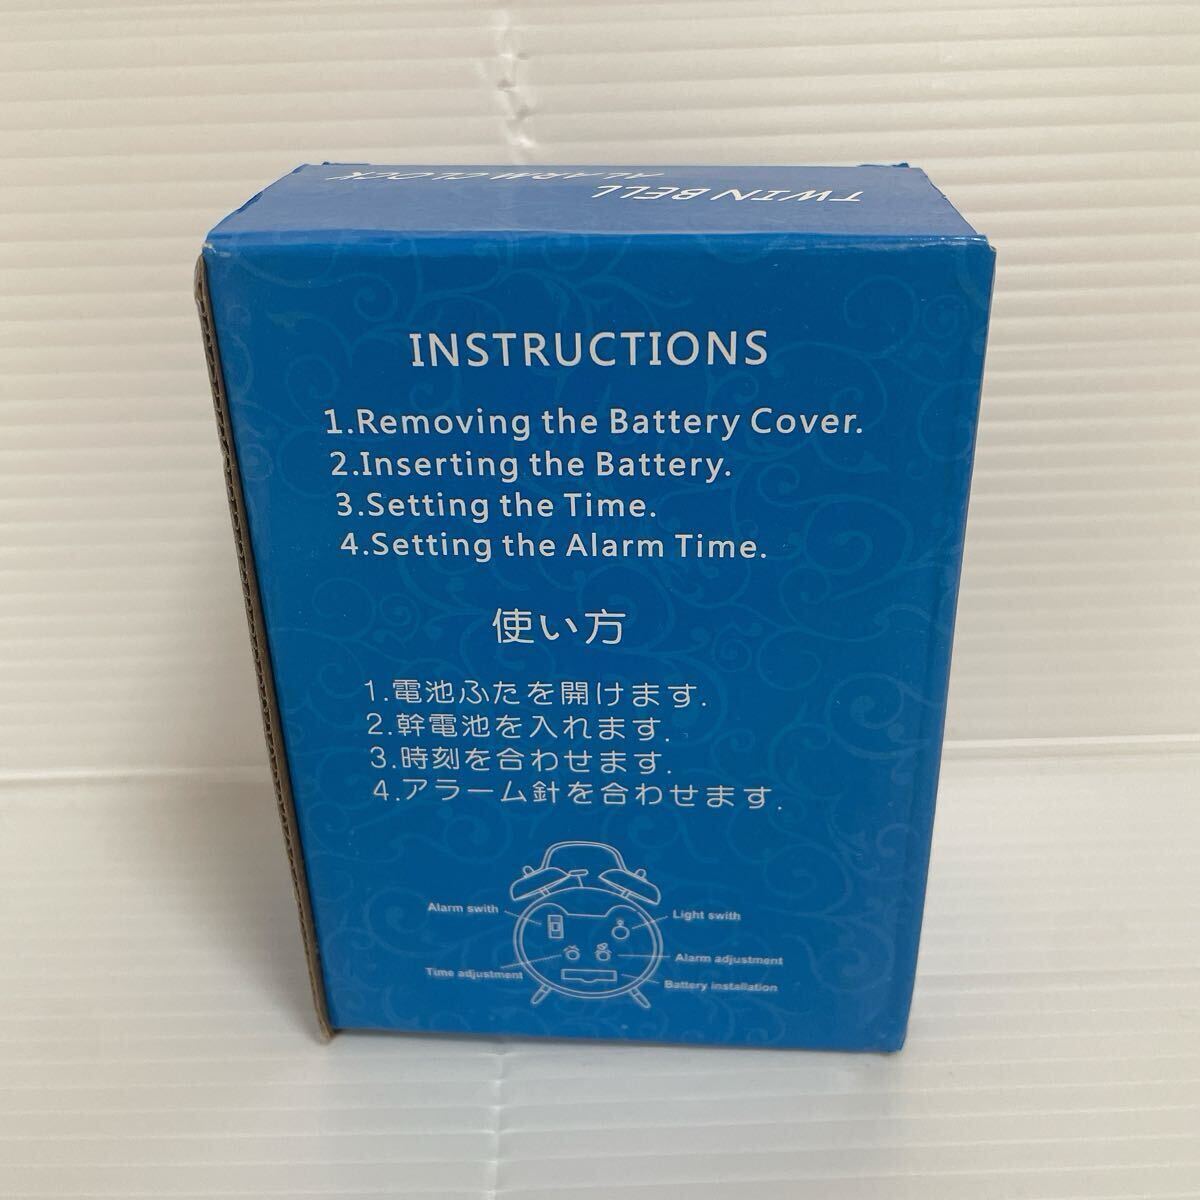 TWIN BELL
ALARM CLOCK
INSTRUCTIONS
1.Removing the Battery Cover.
2.Inserting the Battery.
3.Setting the Time.
4.Setting the Alarm Time.
使い方
1.電池ふたを開けます.
2.幹電池を入れます.
3.時刻を合わせます.
4.アラーム針を合わせます.
Alarm swith
Light swith
Time adjustment
Alarm adjustment
Battery installation